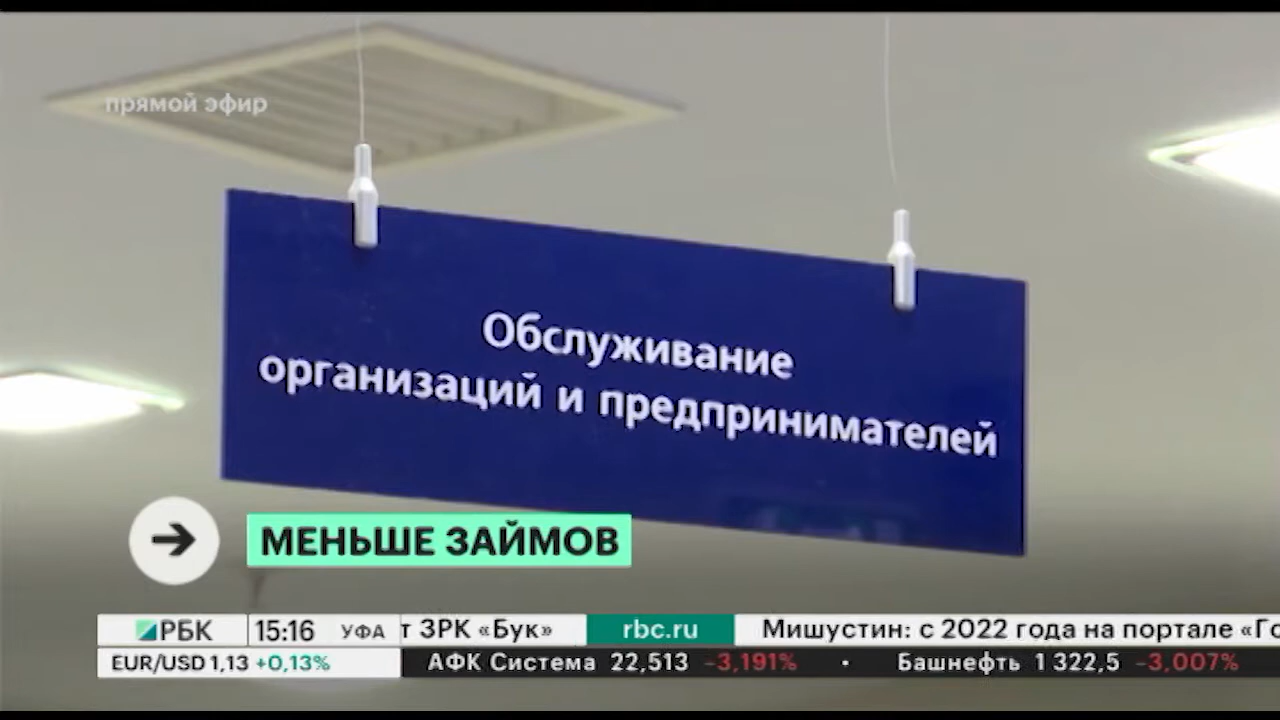 прямой эфир
Обслуживание
организаций и предпринимателей
МЕНЬШЕ ЗАЙМОВ
РБК 15:16 УФА т ЗРК «Бук» rbc.ru Мишустин: с 2022 года на портале «Го
EUR/USD 1,13 +0,13% АФК Система 22,513 -3,191% · Башнефть 1 322,5 -3,007%